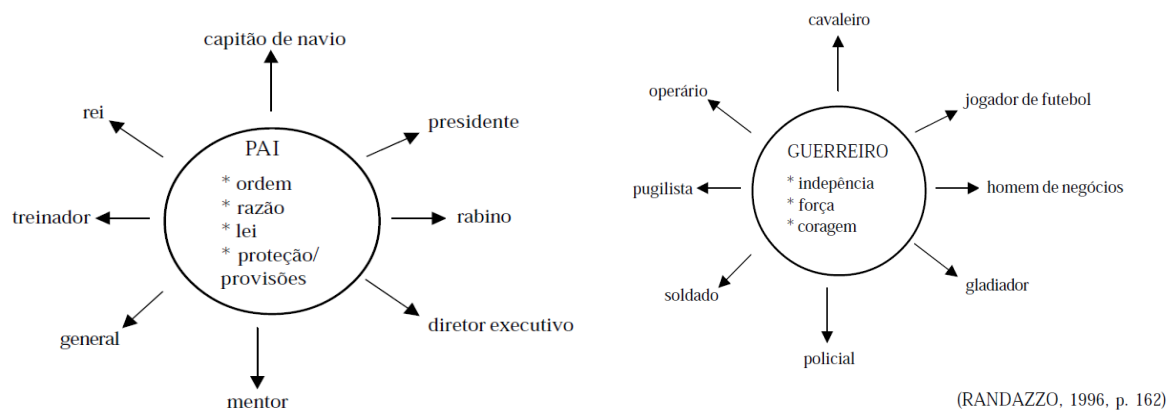 capitão de navio
rei
presidente
PAI
* ordem
* razão
* lei
* proteção/
provisões
treinador
rabino
general
diretor executivo
mentor
cavaleiro
operário
jogador de futebol
GUERREIRO
* indepência
* força
* coragem
pugilista
homem de negócios
soldado
gladiador
policial
(RANDAZZO, 1996, p. 162)